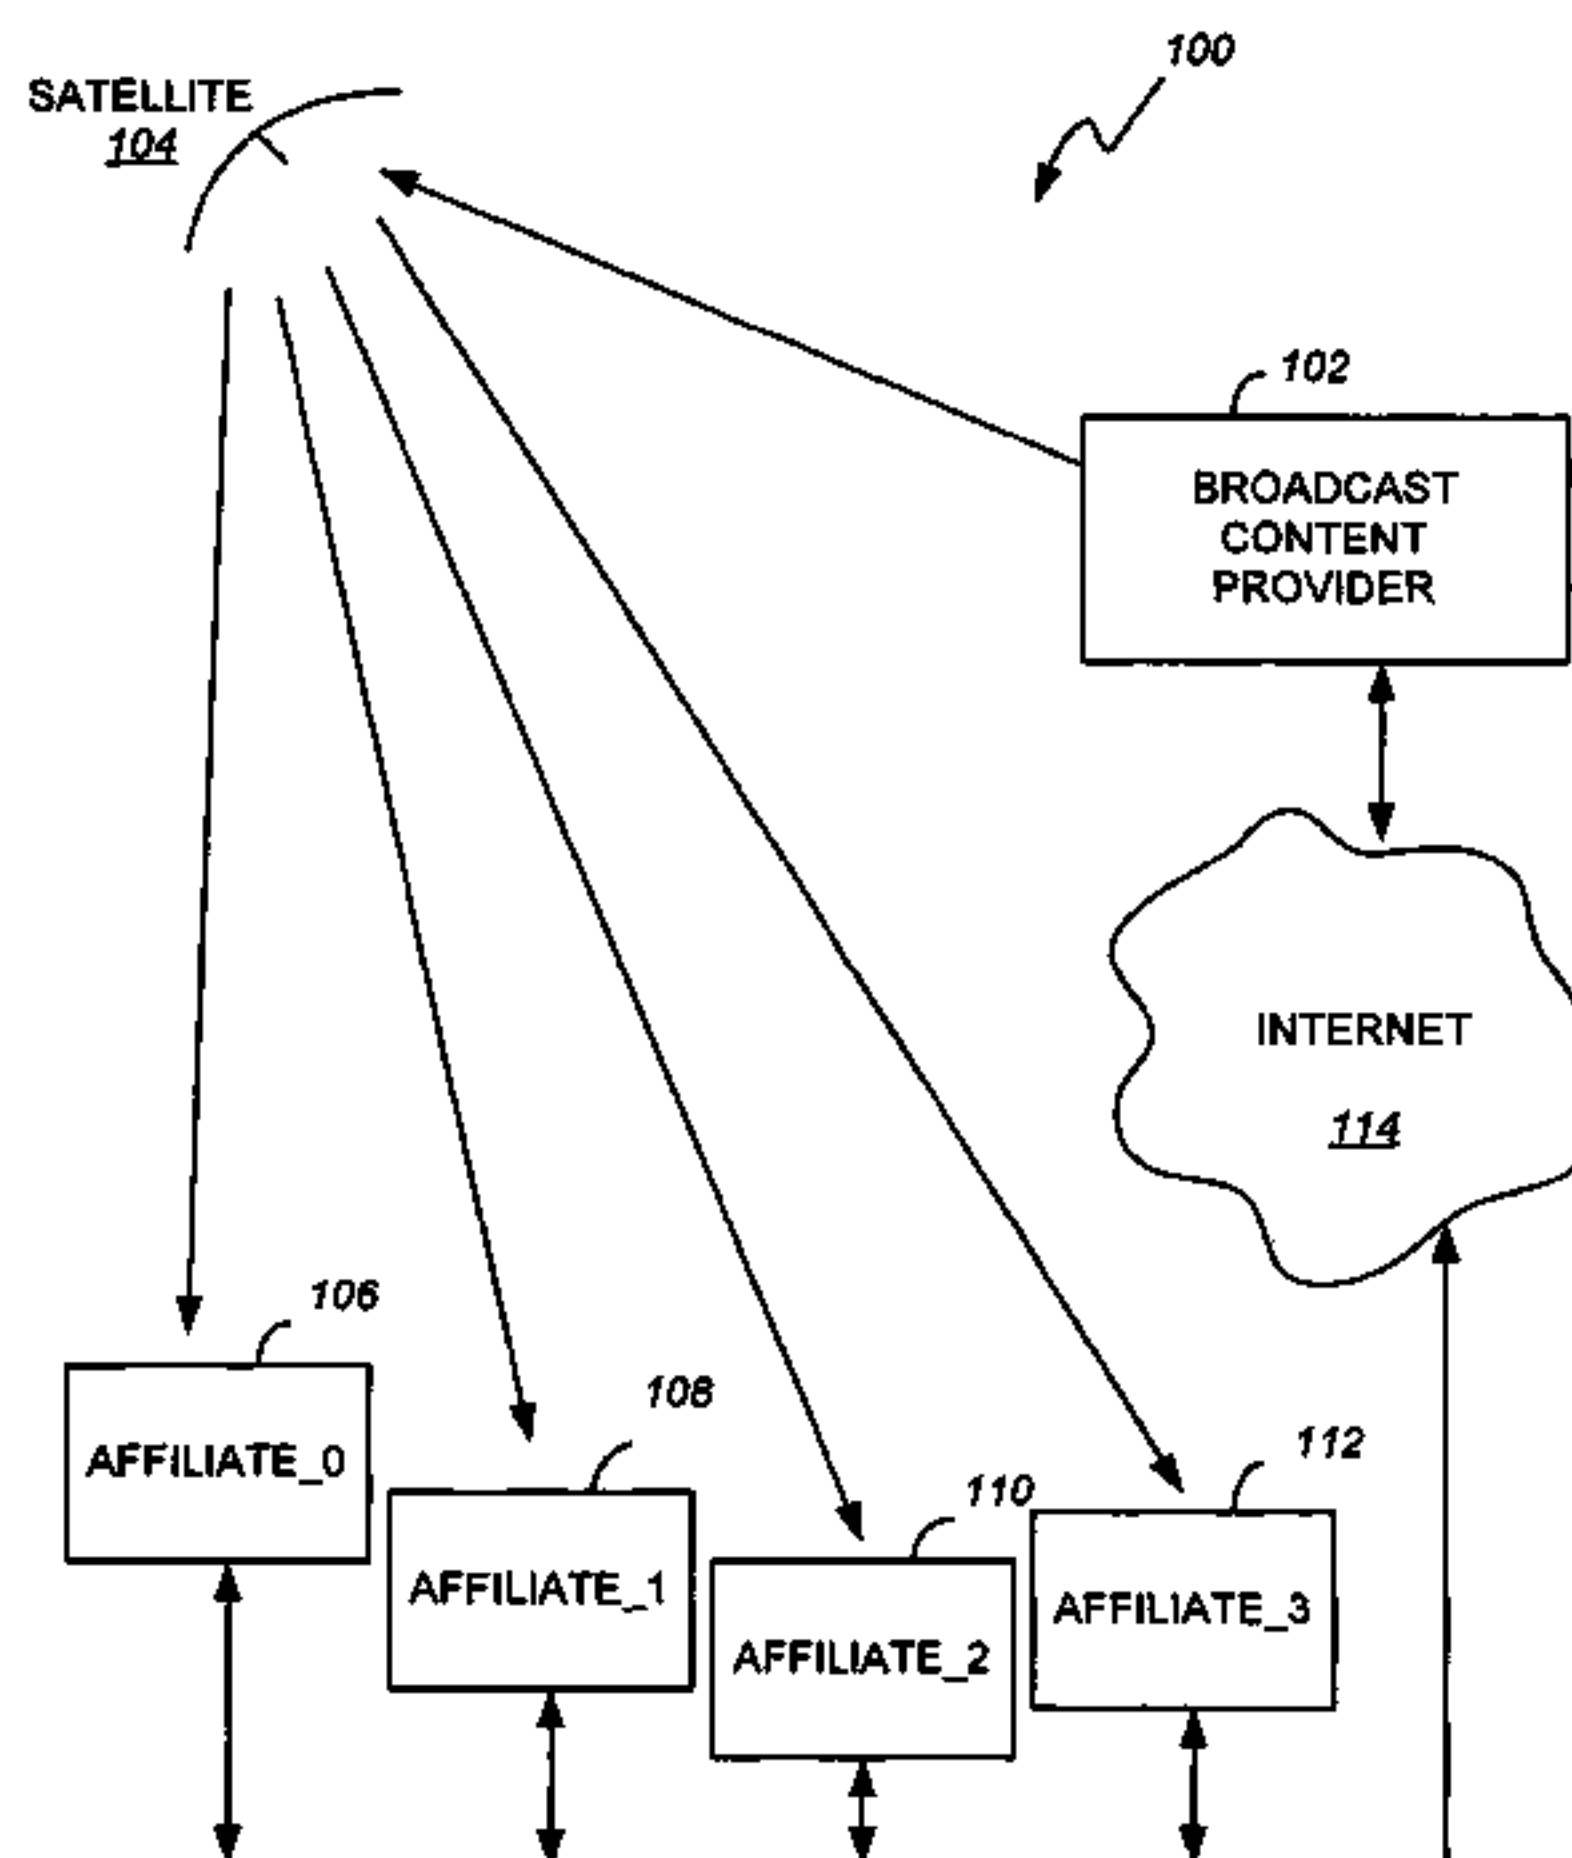 100
SATELLITE
104
102
BROADCAST
CONTENT
PROVIDER
INTERNET
114
106
AFFILIATE_0
108
AFFILIATE_1
110
AFFILIATE_2
112
AFFILIATE_3